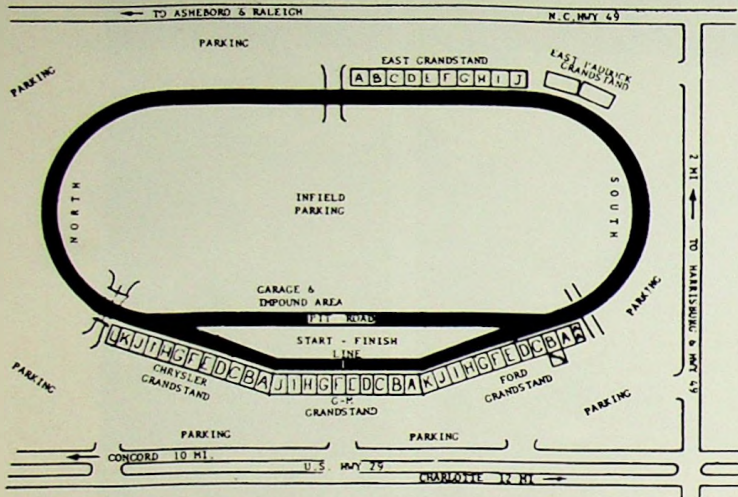 TO ASHEBORO & RALEIGH
N.C. HWY 49
PARKING
PARKING
EAST GRANDSTAND
A B C D E F G H I J
EAST PADDOCK
GRANDSTAND
2 MI TO HARRISBURG & HWY 49
NORTH
SOUTH
INFIELD
PARKING
GARAGE &
IMPOUND AREA
PIT ROAD
START - FINISH
LINE
PARKING
L K J I H G F E D C B A
J I H G F E D C B A
K J I H G F E D C B A
CHRYSLER
GRANDSTAND
G-M
GRANDSTAND
FORD
GRANDSTAND
PARKING
PARKING
PARKING
PARKING
CONCORD 10 MI.
U.S. HWY 29
CHARLOTTE 12 MI